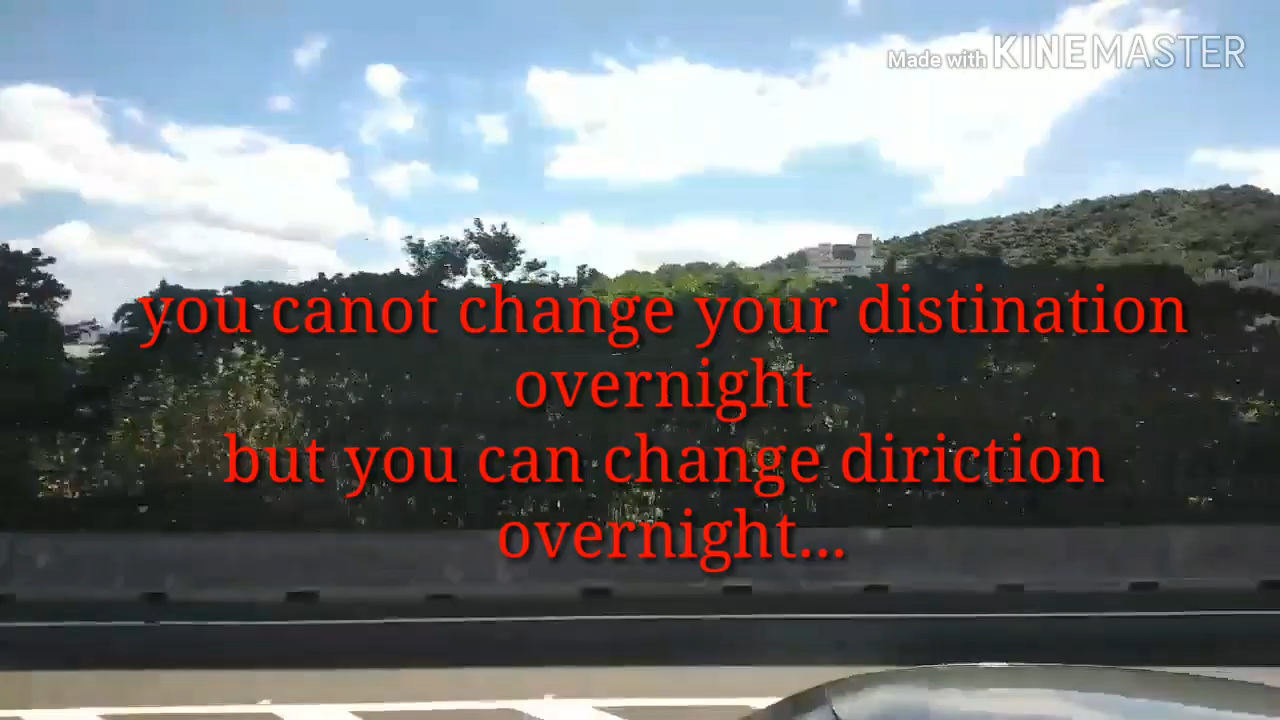 Made with KINEMASTER
you canot change your distination
overnight
but you can change diriction
overnight...